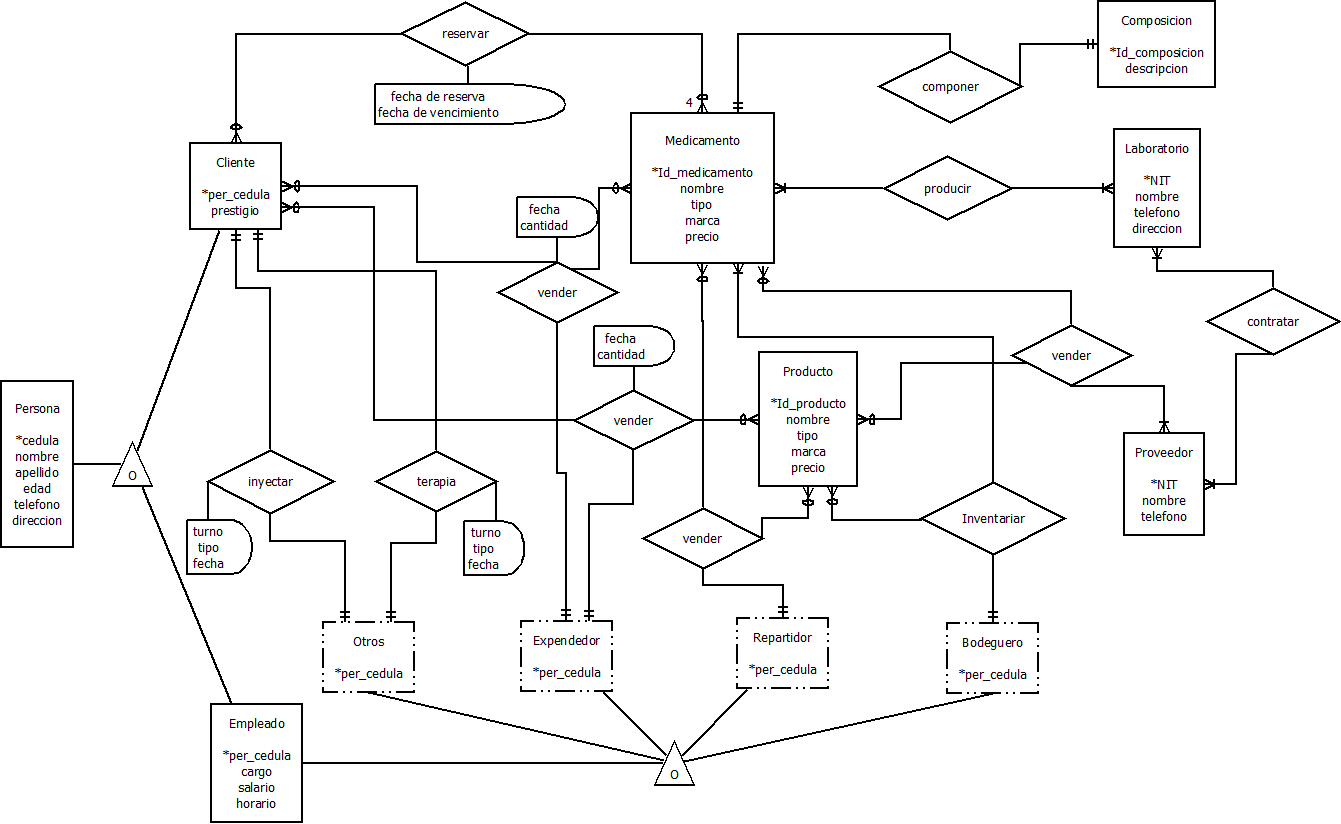 reservar
fecha de reserva
fecha de vencimiento
Composicion
*Id_composicion
descripcion
componer
4
Cliente
*per_cedula
prestigio
Medicamento
*Id_medicamento
nombre
tipo
marca
precio
producir
Laboratorio
*NIT
nombre
telefono
direccion
fecha
cantidad
vender
fecha
cantidad
vender
Producto
*Id_producto
nombre
tipo
marca
precio
vender
contratar
Proveedor
*NIT
nombre
telefono
Persona
*cedula
nombre
apellido
edad
telefono
direccion
O
inyectar
turno
tipo
fecha
terapia
turno
tipo
fecha
vender
Inventariar
Otros
*per_cedula
Expendedor
*per_cedula
Repartidor
*per_cedula
Bodeguero
*per_cedula
Empleado
*per_cedula
cargo
salario
horario
O